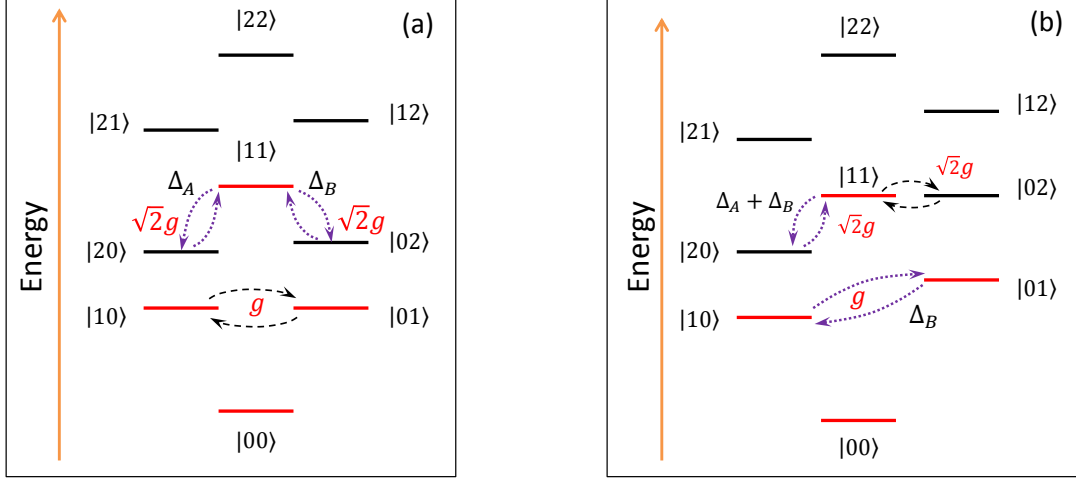 (a)
|22⟩
|21⟩
|12⟩
|11⟩
Δ_A
Δ_B
√2g
√2g
|20⟩
|02⟩
g
|10⟩
|01⟩
|00⟩
Energy
(b)
|22⟩
|12⟩
|21⟩
√2g
|11⟩
|02⟩
Δ_A + Δ_B
√2g
|20⟩
|01⟩
g
|10⟩
Δ_B
|00⟩
Energy